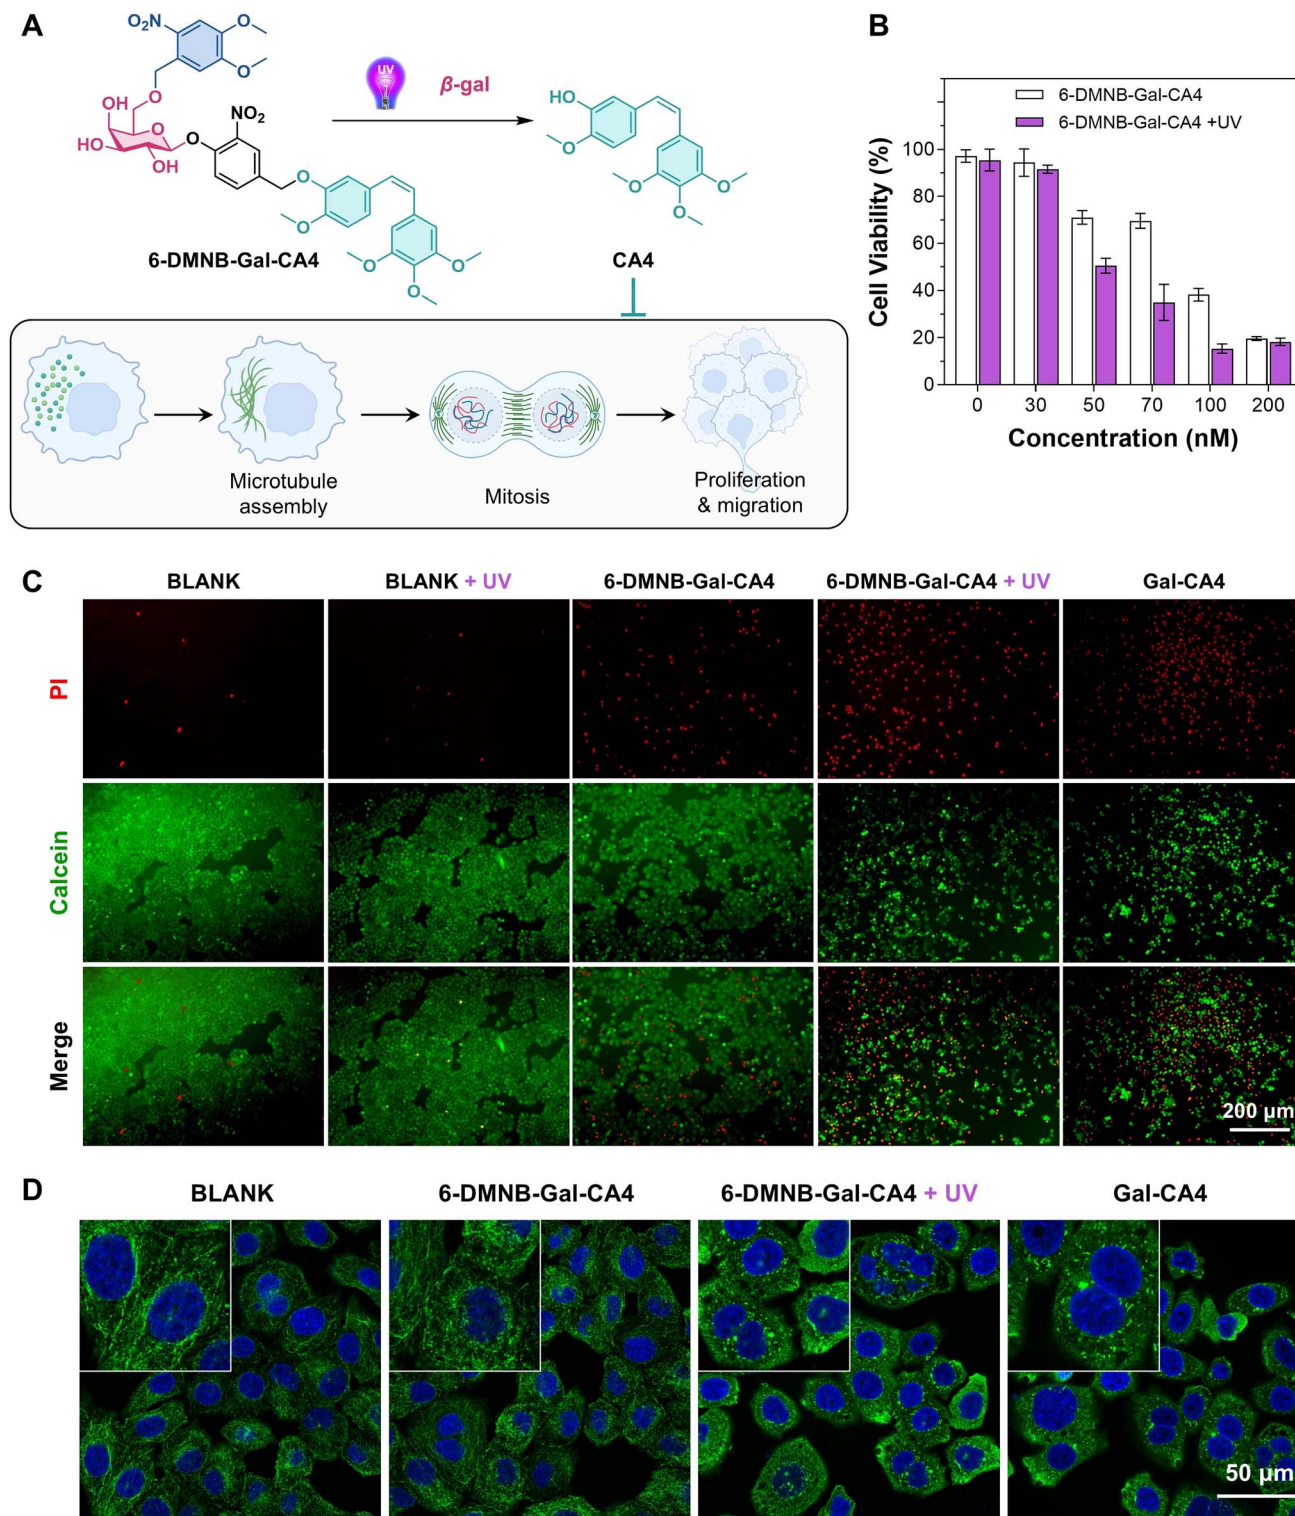 A
O₂N
O
O
O
OH
O
HO
OH
O
NO₂
O
O
O
O
O
6-DMNB-Gal-CA4
UV
β-gal
HO
O
O
O
O
CA4
Microtubule
assembly
Mitosis
Proliferation
& migration
B
6-DMNB-Gal-CA4
6-DMNB-Gal-CA4 +UV
Cell Viability (%)
100
80
60
40
20
0
0 30 50 70 100 200
Concentration (nM)
C
BLANK
BLANK + UV
6-DMNB-Gal-CA4
6-DMNB-Gal-CA4 + UV
Gal-CA4
PI
Calcein
Merge
200 μm
D
BLANK
6-DMNB-Gal-CA4
6-DMNB-Gal-CA4 + UV
Gal-CA4
50 μm